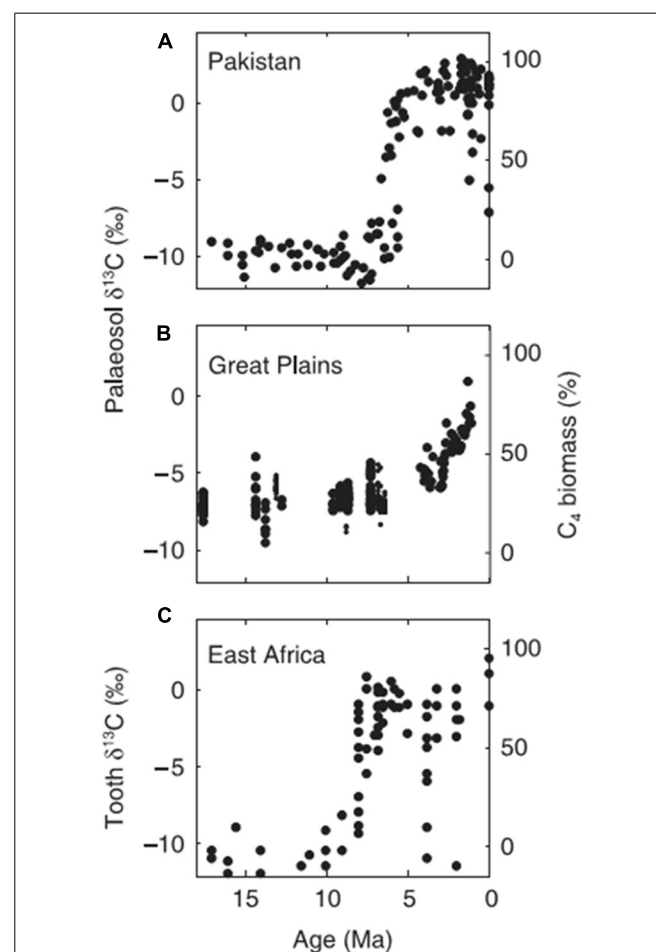 A
Pakistan
0
−5
−10
100
50
0
Palaeosol δ¹³C (‰)
B
Great Plains
0
−5
−10
100
50
0
C₄ biomass (%)
C
East Africa
0
−5
−10
100
50
0
Tooth δ¹³C (‰)
15
10
5
0
Age (Ma)